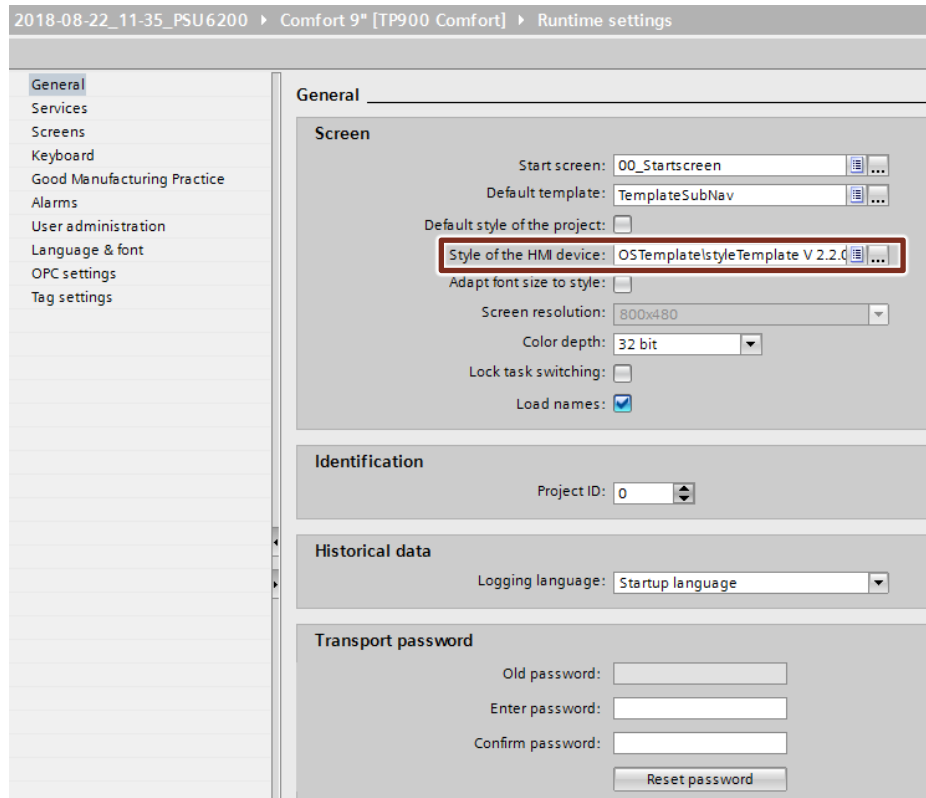 2018-08-22_11-35_PSU6200 ▸ Comfort 9" [TP900 Comfort] ▸ Runtime settings
General
Services
Screens
Keyboard
Good Manufacturing Practice
Alarms
User administration
Language & font
OPC settings
Tag settings
General
Screen
Start screen: 00_Startscreen ...
Default template: TemplateSubNav ...
Default style of the project:
Style of the HMI device: OSTemplate\styleTemplate V 2.2.0 ...
Adapt font size to style:
Screen resolution: 800x480
Color depth: 32 bit
Lock task switching:
Load names:
Identification
Project ID: 0
Historical data
Logging language: Startup language
Transport password
Old password:
Enter password:
Confirm password:
Reset password